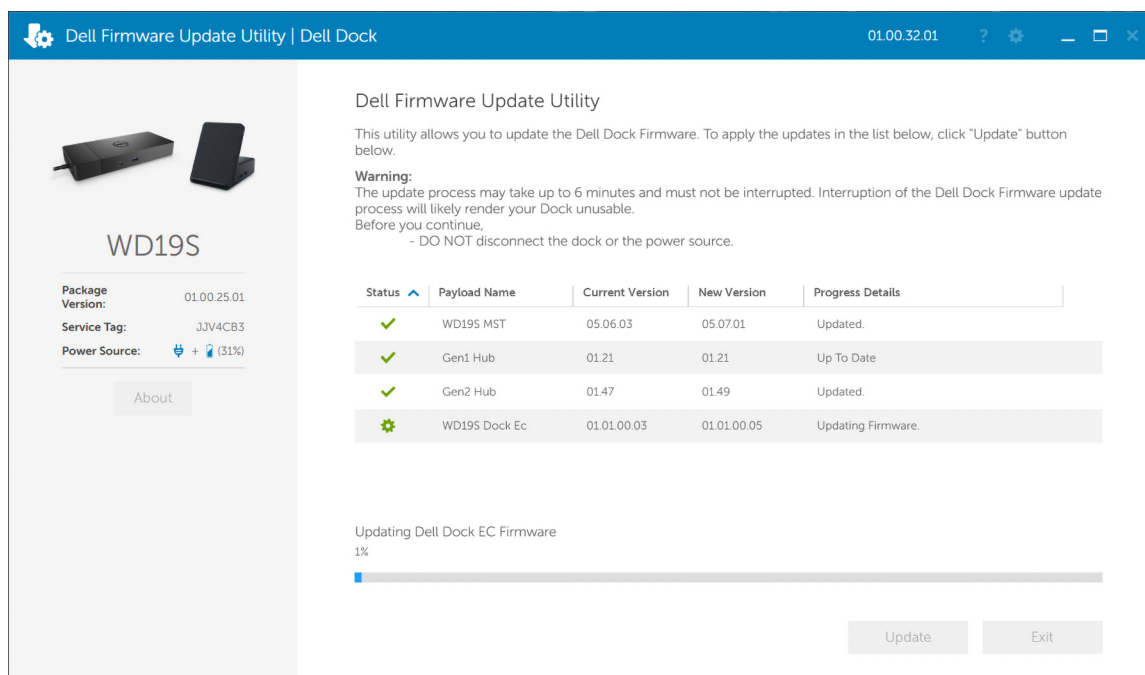 Dell Firmware Update Utility | Dell Dock
01.00.32.01
?
WD19S
Package Version: 01.00.25.01
Service Tag: JJV4CB3
Power Source: + (31%)
About
Dell Firmware Update Utility
This utility allows you to update the Dell Dock Firmware. To apply the updates in the list below, click "Update" button
below.
Warning:
The update process may take up to 6 minutes and must not be interrupted. Interruption of the Dell Dock Firmware update
process will likely render your Dock unusable.
Before you continue,
- DO NOT disconnect the dock or the power source.
Status Payload Name Current Version New Version Progress Details
WD19S MST 05.06.03 05.07.01 Updated.
Gen1 Hub 01.21 01.21 Up To Date
Gen2 Hub 01.47 01.49 Updated.
WD19S Dock Ec 01.01.00.03 01.01.00.05 Updating Firmware.
Updating Dell Dock EC Firmware
1%
Update Exit